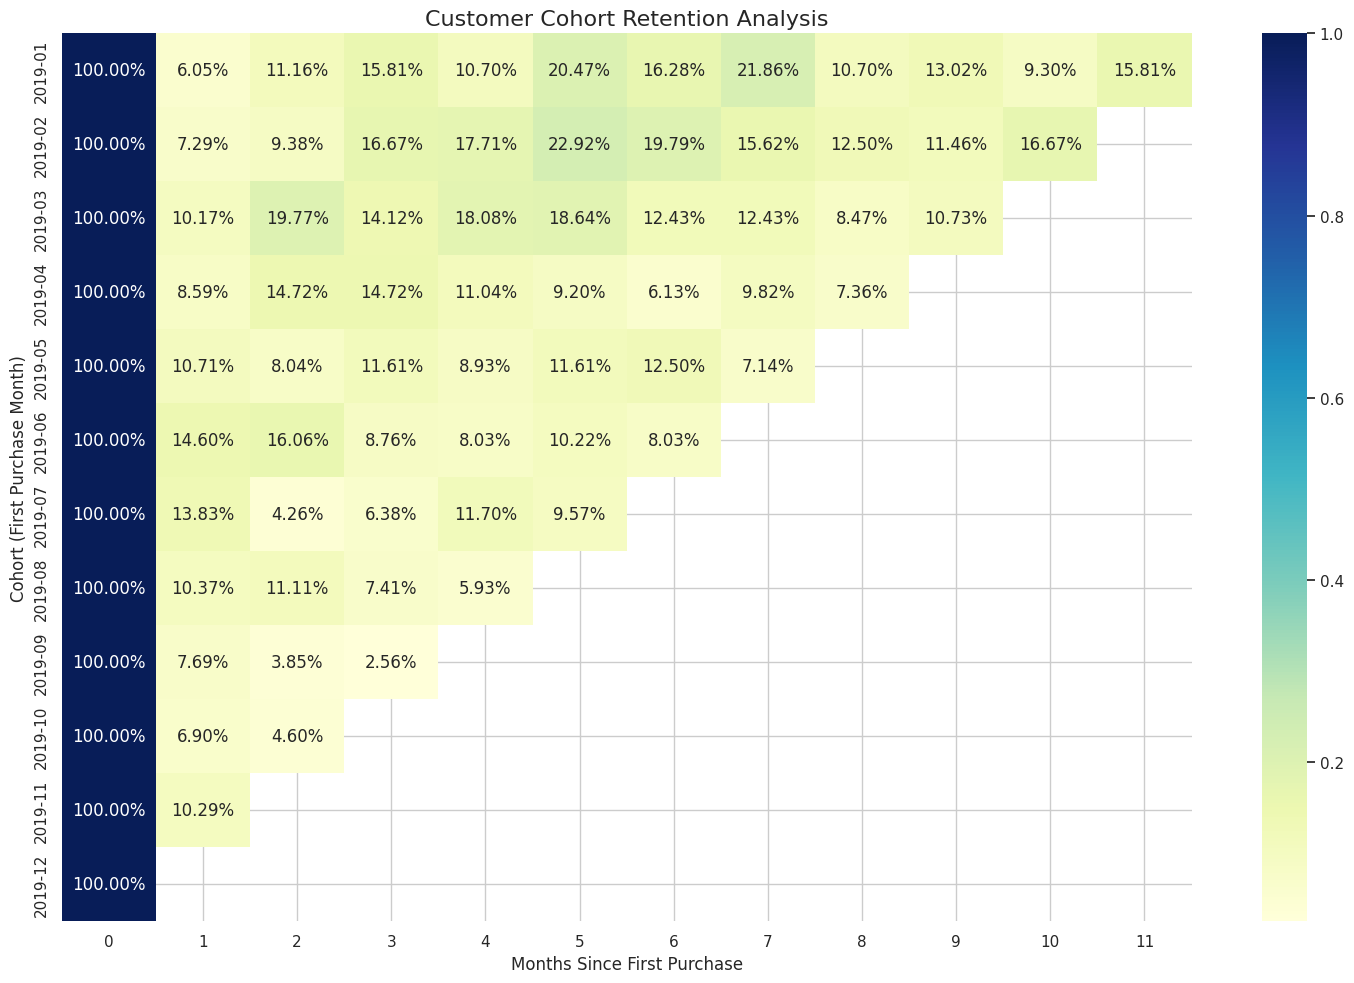 Customer Cohort Retention Analysis
2019-01 100.00% 6.05% 11.16% 15.81% 10.70% 20.47% 16.28% 21.86% 10.70% 13.02% 9.30% 15.81%
2019-02 100.00% 7.29% 9.38% 16.67% 17.71% 22.92% 19.79% 15.62% 12.50% 11.46% 16.67%
2019-03 100.00% 10.17% 19.77% 14.12% 18.08% 18.64% 12.43% 12.43% 8.47% 10.73%
2019-04 100.00% 8.59% 14.72% 14.72% 11.04% 9.20% 6.13% 9.82% 7.36%
2019-05 100.00% 10.71% 8.04% 11.61% 8.93% 11.61% 12.50% 7.14%
2019-06 100.00% 14.60% 16.06% 8.76% 8.03% 10.22% 8.03%
2019-07 100.00% 13.83% 4.26% 6.38% 11.70% 9.57%
2019-08 100.00% 10.37% 11.11% 7.41% 5.93%
2019-09 100.00% 7.69% 3.85% 2.56%
2019-10 100.00% 6.90% 4.60%
2019-11 100.00% 10.29%
2019-12 100.00%
0 1 2 3 4 5 6 7 8 9 10 11
Months Since First Purchase
Cohort (First Purchase Month)
1.0
0.8
0.6
0.4
0.2